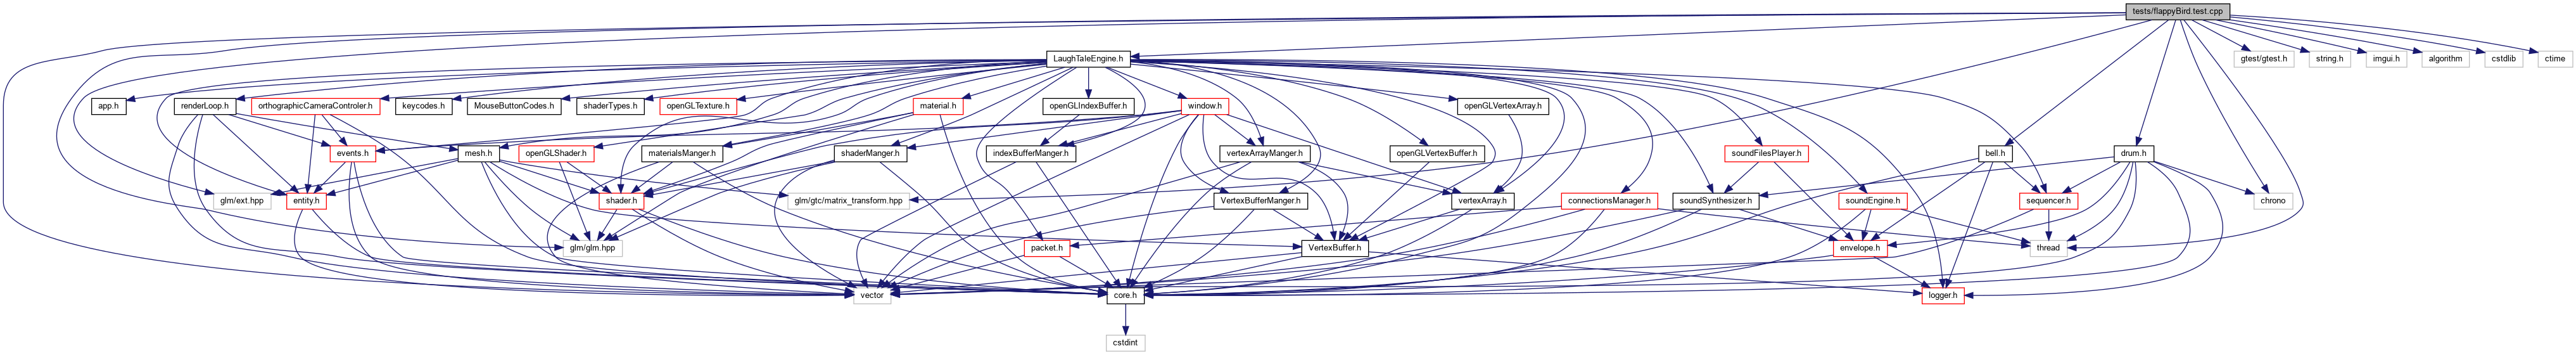 tests/flappyBird.test.cpp
LaughTaleEngine.h
gtest/gtest.h
string.h
imgui.h
algorithm
cstdlib
ctime
app.h
renderLoop.h
orthographicCameraControler.h
keycodes.h
MouseButtonCodes.h
shaderTypes.h
openGLTexture.h
material.h
openGLIndexBuffer.h
window.h
openGLVertexArray.h
events.h
mesh.h
openGLShader.h
materialsManger.h
shaderManger.h
indexBufferManger.h
vertexArrayManger.h
openGLVertexBuffer.h
soundFilesPlayer.h
bell.h
drum.h
glm/ext.hpp
entity.h
shader.h
glm/gtc/matrix_transform.hpp
VertexBufferManger.h
vertexArray.h
connectionsManager.h
soundSynthesizer.h
soundEngine.h
sequencer.h
chrono
glm/glm.hpp
packet.h
VertexBuffer.h
envelope.h
thread
vector
core.h
logger.h
cstdint